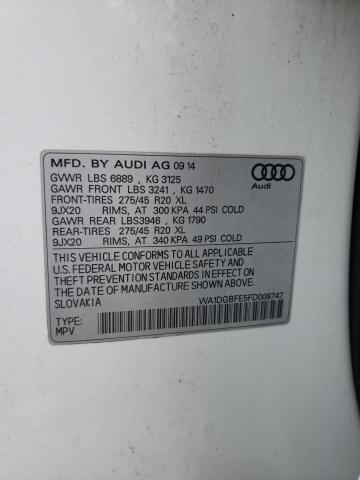 MFD. BY AUDI AG 09 14
GVWR LBS 6889 , KG 3125
GAWR FRONT LBS 3241 , KG 1470
FRONT-TIRES 275/45 R20 XL
9JX20 RIMS, AT 300 KPA 44 PSI COLD
GAWR REAR LBS3946 , KG 1790
REAR-TIRES 275/45 R20 XL
9JX20 RIMS, AT 340 KPA 49 PSI COLD
Audi
THIS VEHICLE CONFORMS TO ALL APPLICABLE
U.S. FEDERAL MOTOR VEHICLE SAFETY AND
THEFT PREVENTION STANDARDS IN EFFECT ON
THE DATE OF MANUFACTURE SHOWN ABOVE.
SLOVAKIA
WA1DGBFE5FD008747
TYPE:
MPV